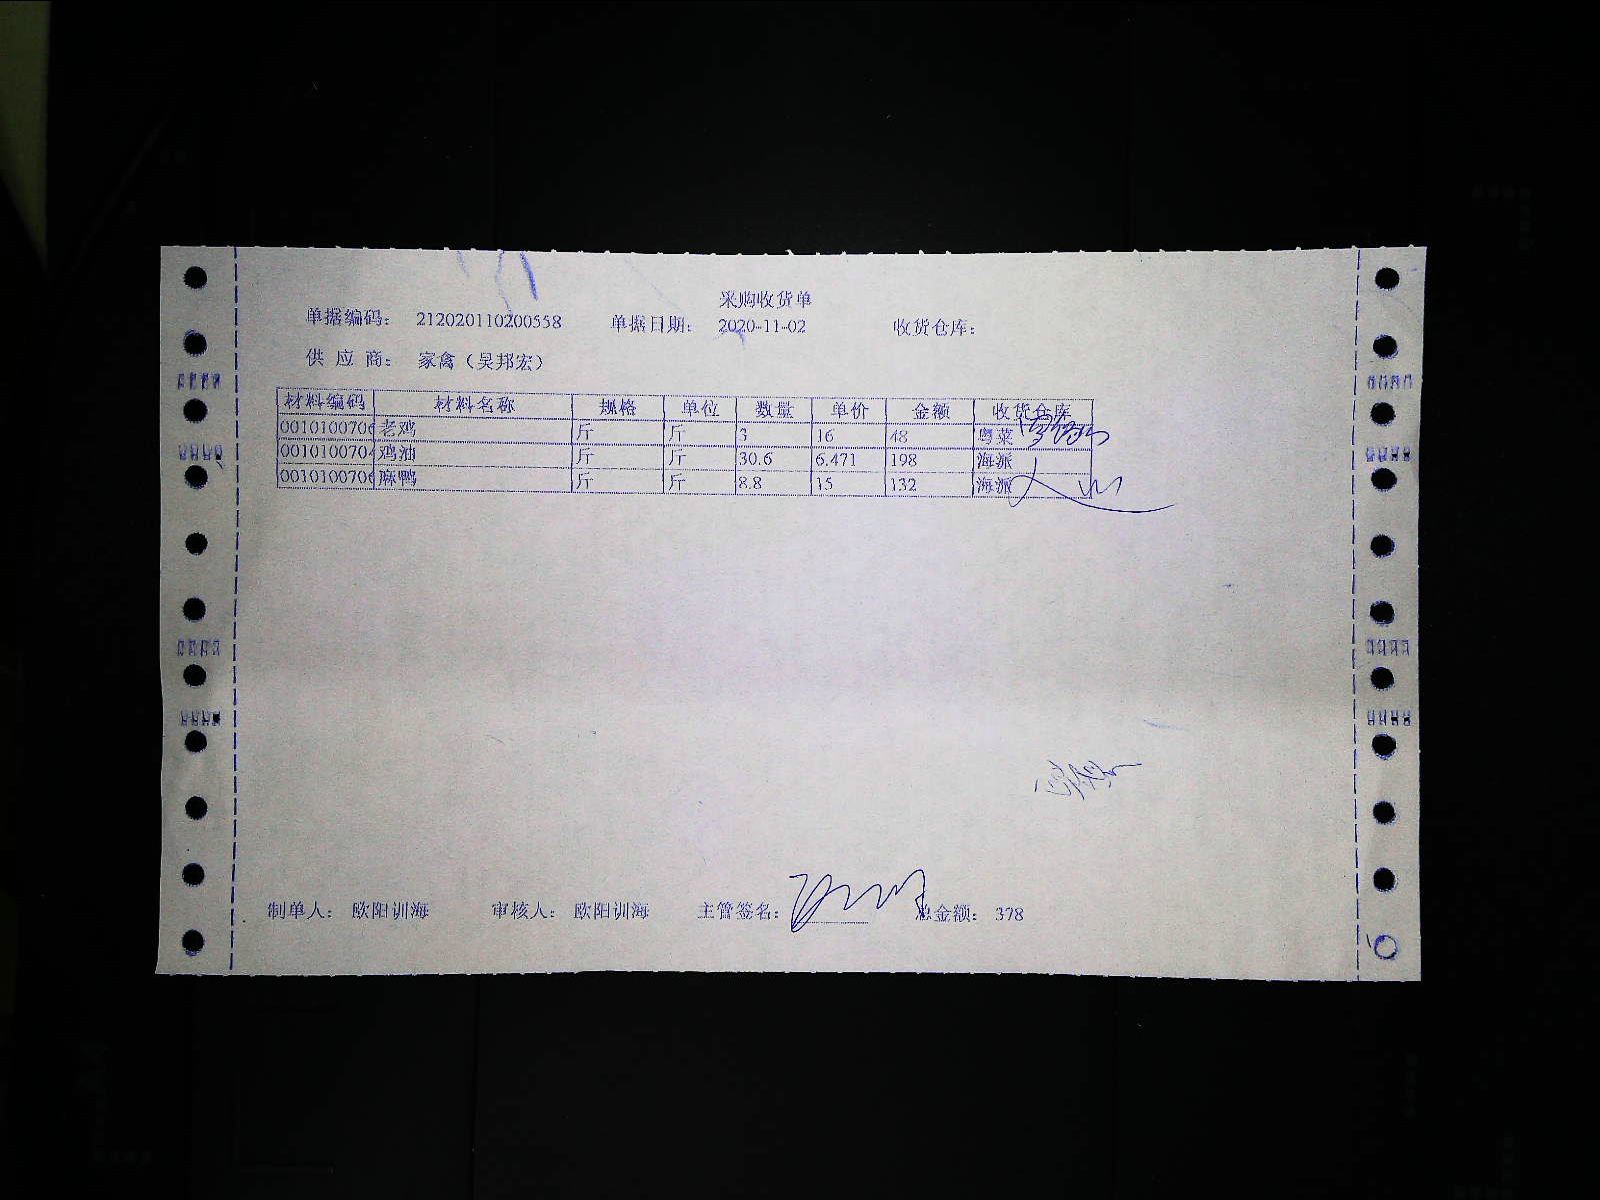 采购收货单
单据编码： 212020110200558 单据日期： 2020-11-02 收货仓库：
供 应 商： 家禽（吴邦宏）
材料编码 材料名称 规格 单位 数量 单价 金额 收货仓库
0010100706 老鸡 斤 斤 3 16 48 粤菜
0010100704 鸡油 斤 斤 30.6 6.471 198 海派
0010100706 麻鸭 斤 斤 8.8 15 132 海派
制单人： 欧阳训海 审核人： 欧阳训海 主管签名： 总金额： 378